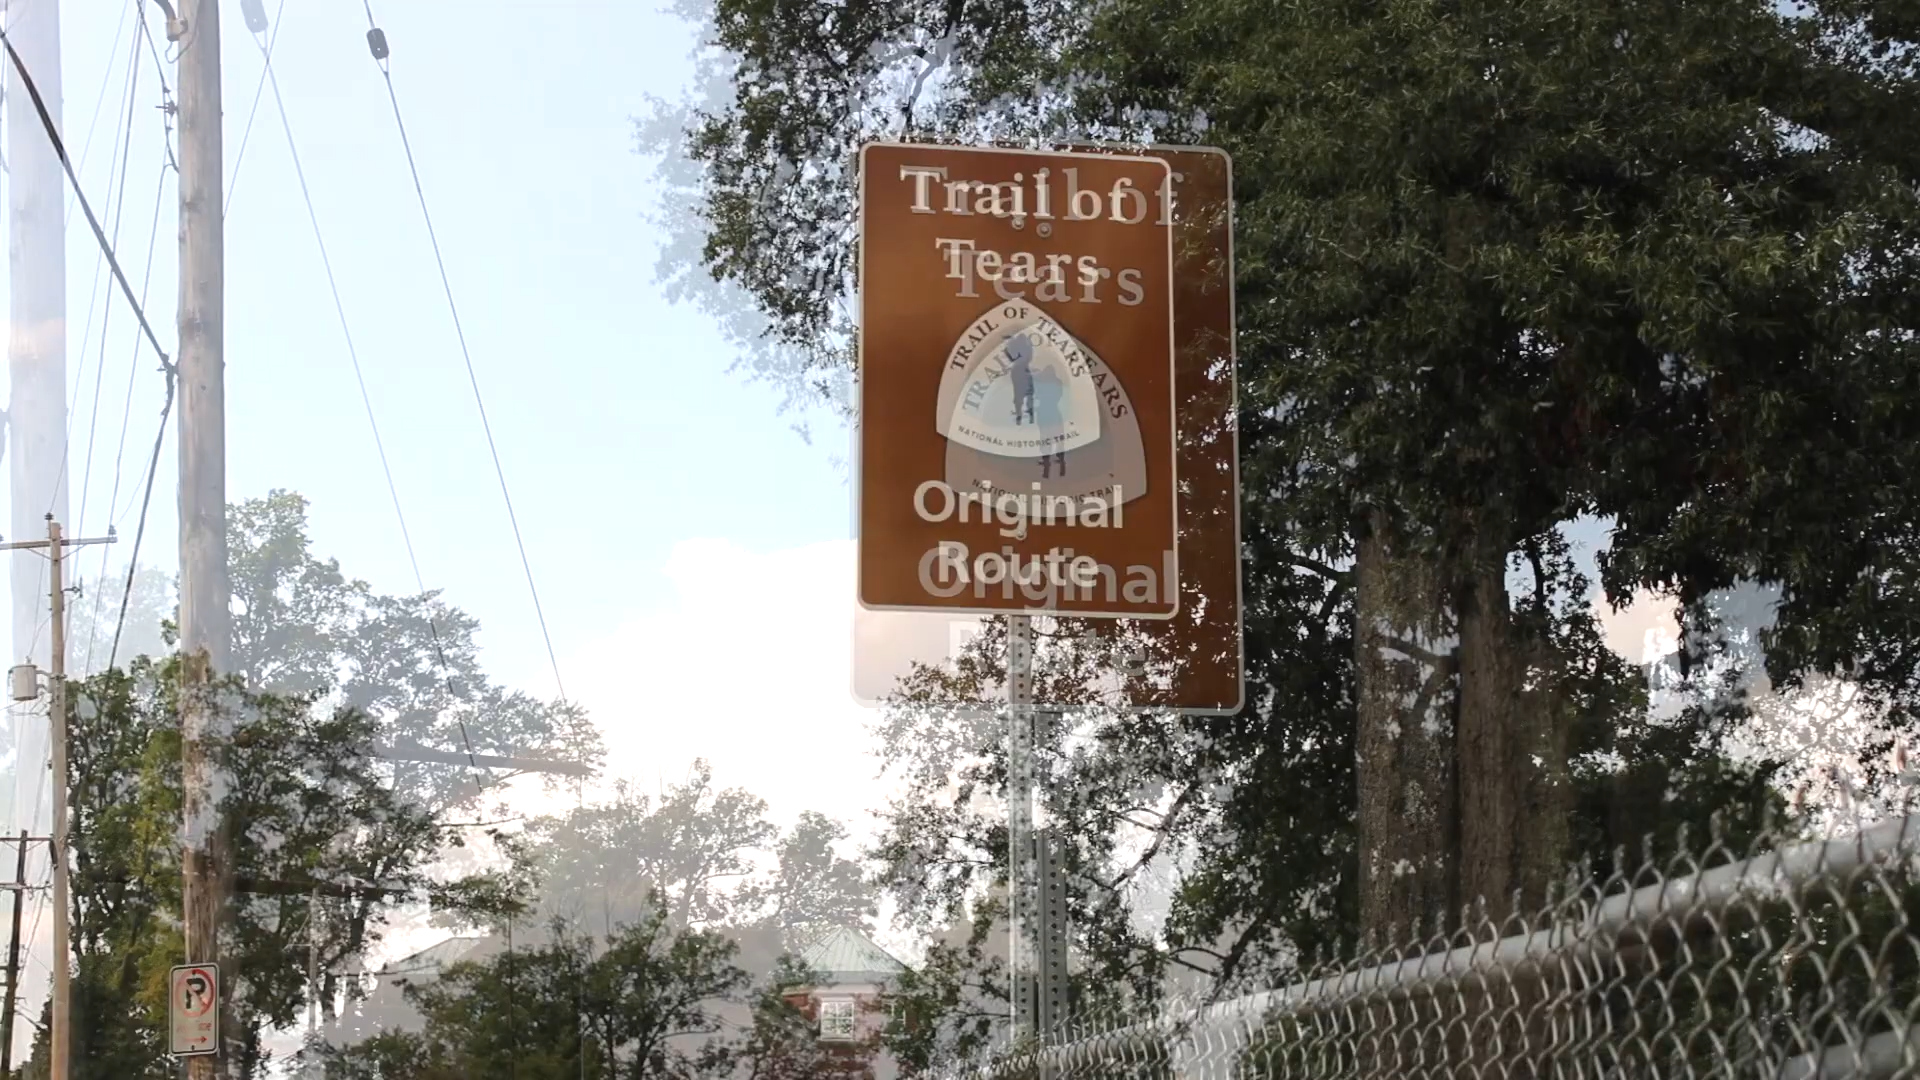 Trail of
Tears
TRAIL OF TEARS
NATIONAL HISTORIC TRAIL
Original
Route